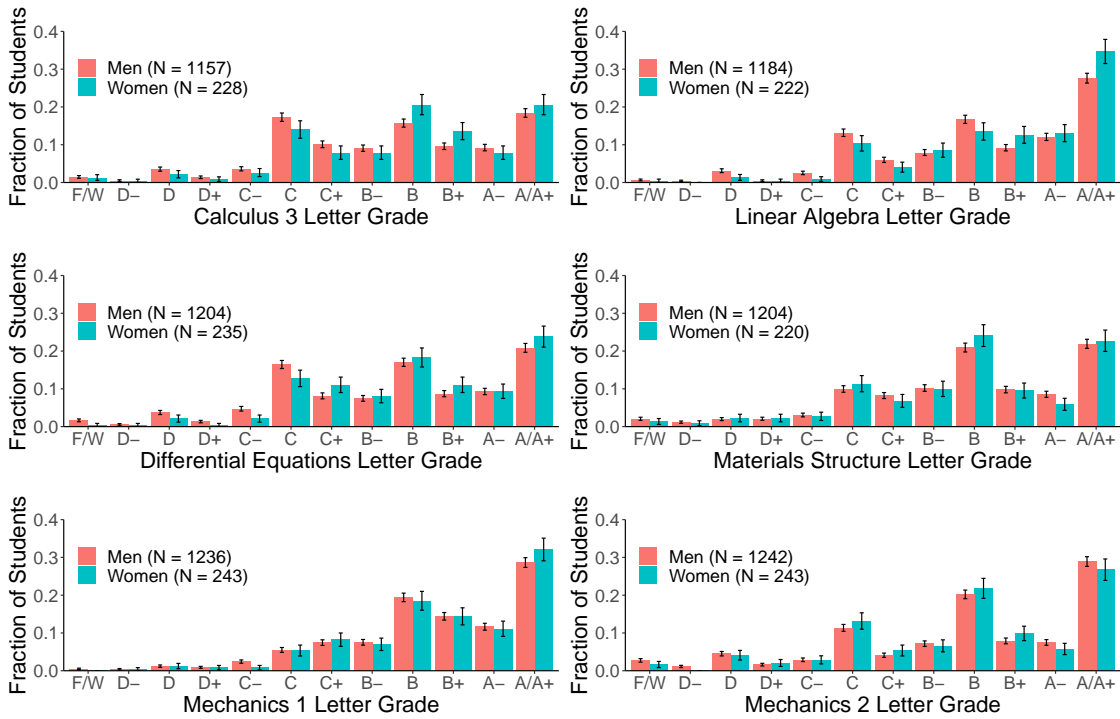 Fraction of Students
0.4
0.3
0.2
0.1
0.0
Men (N = 1157)
Women (N = 228)
F/W D− D D+ C− C C+ B− B B+ A− A/A+
Calculus 3 Letter Grade
Fraction of Students
0.4
0.3
0.2
0.1
0.0
Men (N = 1184)
Women (N = 222)
F/W D− D D+ C− C C+ B− B B+ A− A/A+
Linear Algebra Letter Grade
Fraction of Students
0.4
0.3
0.2
0.1
0.0
Men (N = 1204)
Women (N = 235)
F/W D− D D+ C− C C+ B− B B+ A− A/A+
Differential Equations Letter Grade
Fraction of Students
0.4
0.3
0.2
0.1
0.0
Men (N = 1204)
Women (N = 220)
F/W D− D D+ C− C C+ B− B B+ A− A/A+
Materials Structure Letter Grade
Fraction of Students
0.4
0.3
0.2
0.1
0.0
Men (N = 1236)
Women (N = 243)
F/W D− D D+ C− C C+ B− B B+ A− A/A+
Mechanics 1 Letter Grade
Fraction of Students
0.4
0.3
0.2
0.1
0.0
Men (N = 1242)
Women (N = 243)
F/W D− D D+ C− C C+ B− B B+ A− A/A+
Mechanics 2 Letter Grade